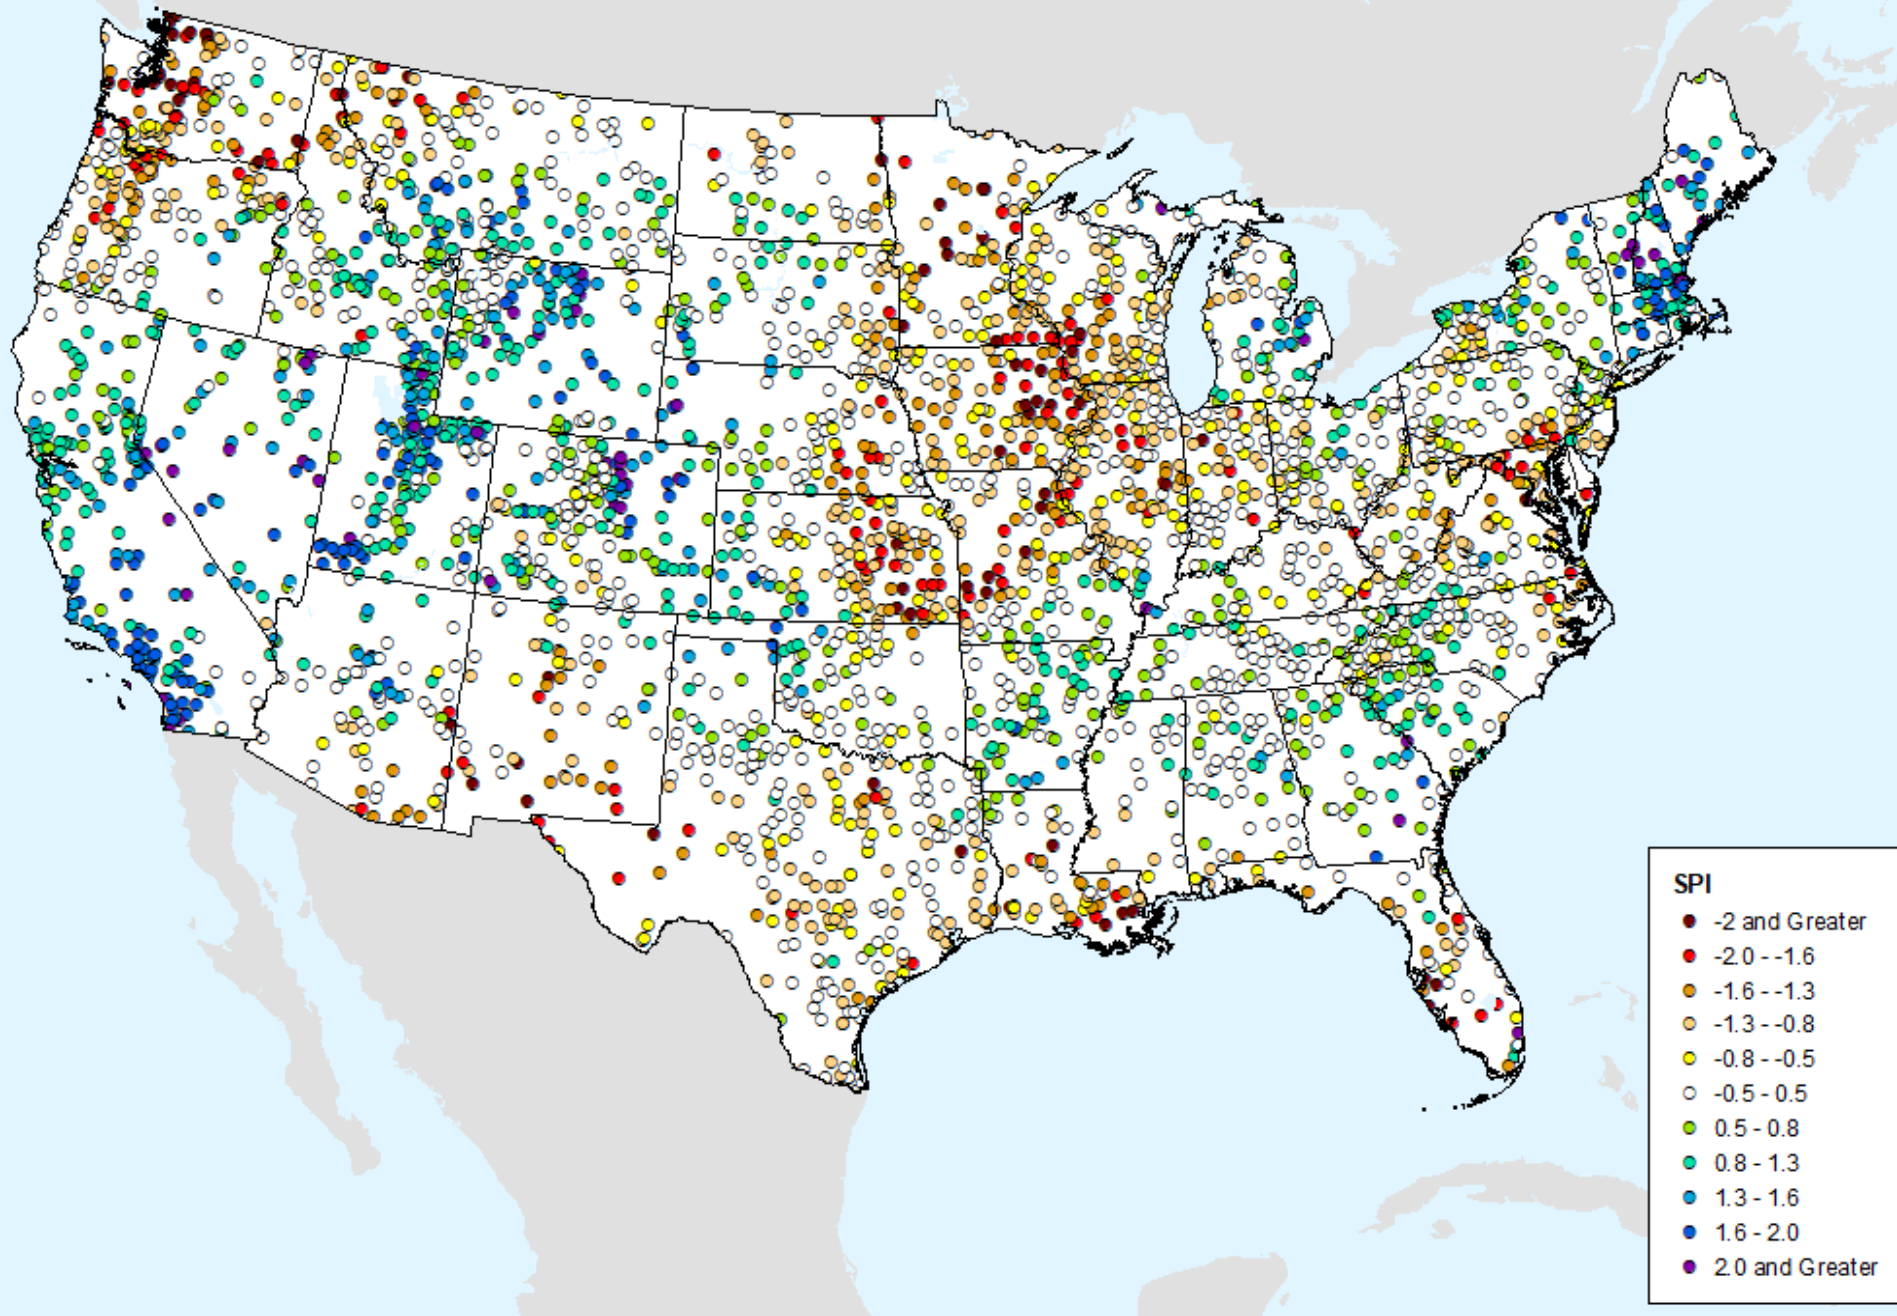 SPI
-2 and Greater
-2.0 - -1.6
-1.6 - -1.3
-1.3 - -0.8
-0.8 - -0.5
-0.5 - 0.5
0.5 - 0.8
0.8 - 1.3
1.3 - 1.6
1.6 - 2.0
2.0 and Greater